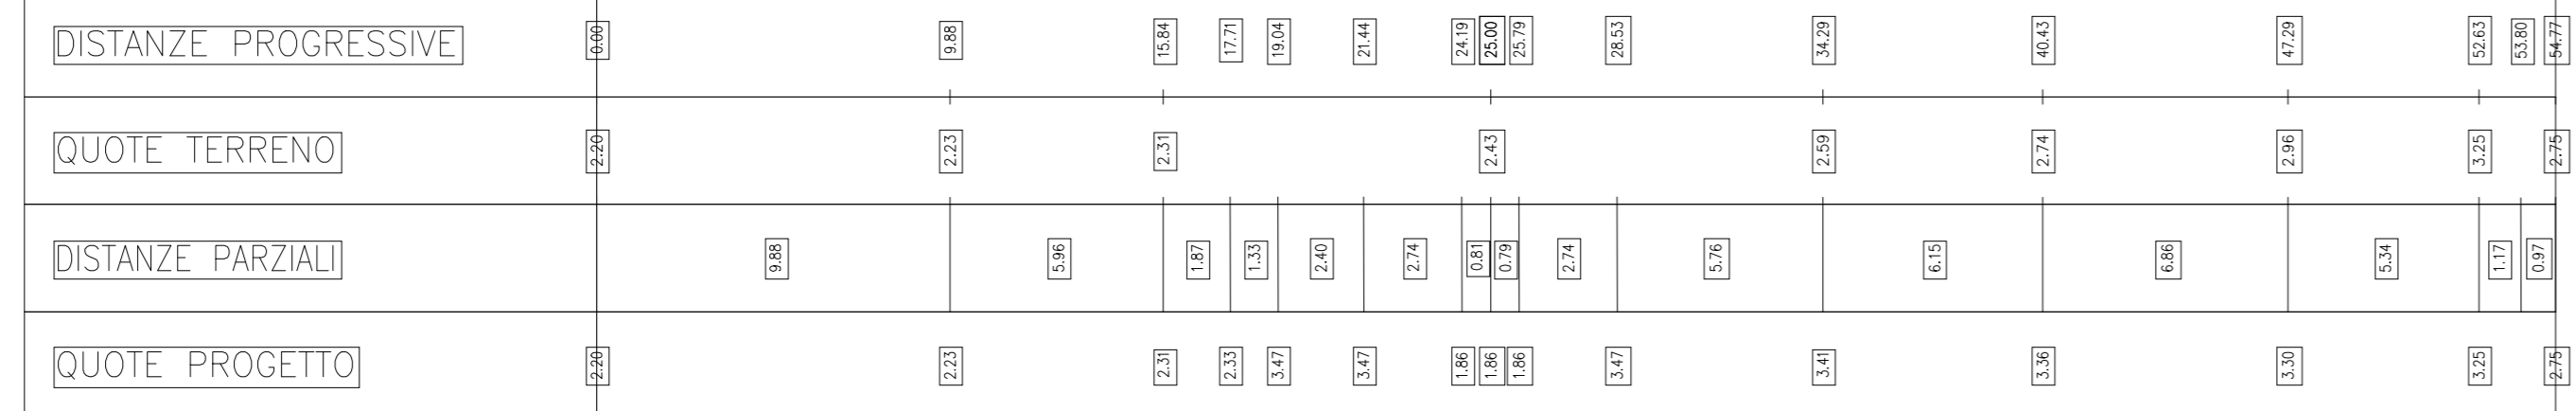 DISTANZE PROGRESSIVE 0.00 9.88 15.84 17.71 19.04 21.44 24.19 25.00 25.79 28.53 34.29 40.43 47.29 52.63 53.80 54.77
QUOTE TERRENO 2.20 2.23 2.31 2.43 2.59 2.74 2.96 3.25 2.75
DISTANZE PARZIALI 9.88 5.96 1.87 1.33 2.40 2.74 0.81 0.79 2.74 5.76 6.15 6.86 5.34 1.17 0.97
QUOTE PROGETTO 2.20 2.23 2.31 2.33 3.47 3.47 1.86 1.86 1.86 3.47 3.41 3.36 3.30 3.25 2.75